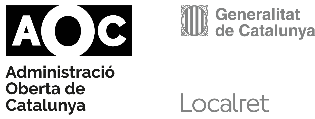 AOC
Administració
Oberta de
Catalunya
Generalitat
de Catalunya
Localret